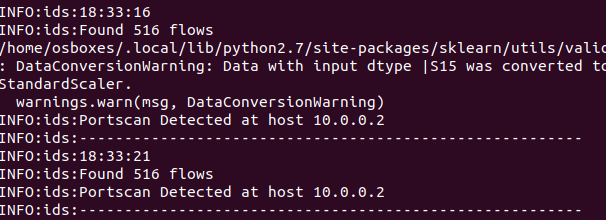 INFO:ids:18:33:16
INFO:ids:Found 516 flows
/home/osboxes/.local/lib/python2.7/site-packages/sklearn/utils/valid
: DataConversionWarning: Data with input dtype |S15 was converted to
StandardScaler.
  warnings.warn(msg, DataConversionWarning)
INFO:ids:Portscan Detected at host 10.0.0.2
INFO:ids:----------------------------------------------------------
INFO:ids:18:33:21
INFO:ids:Found 516 flows
INFO:ids:Portscan Detected at host 10.0.0.2
INFO:ids:----------------------------------------------------------